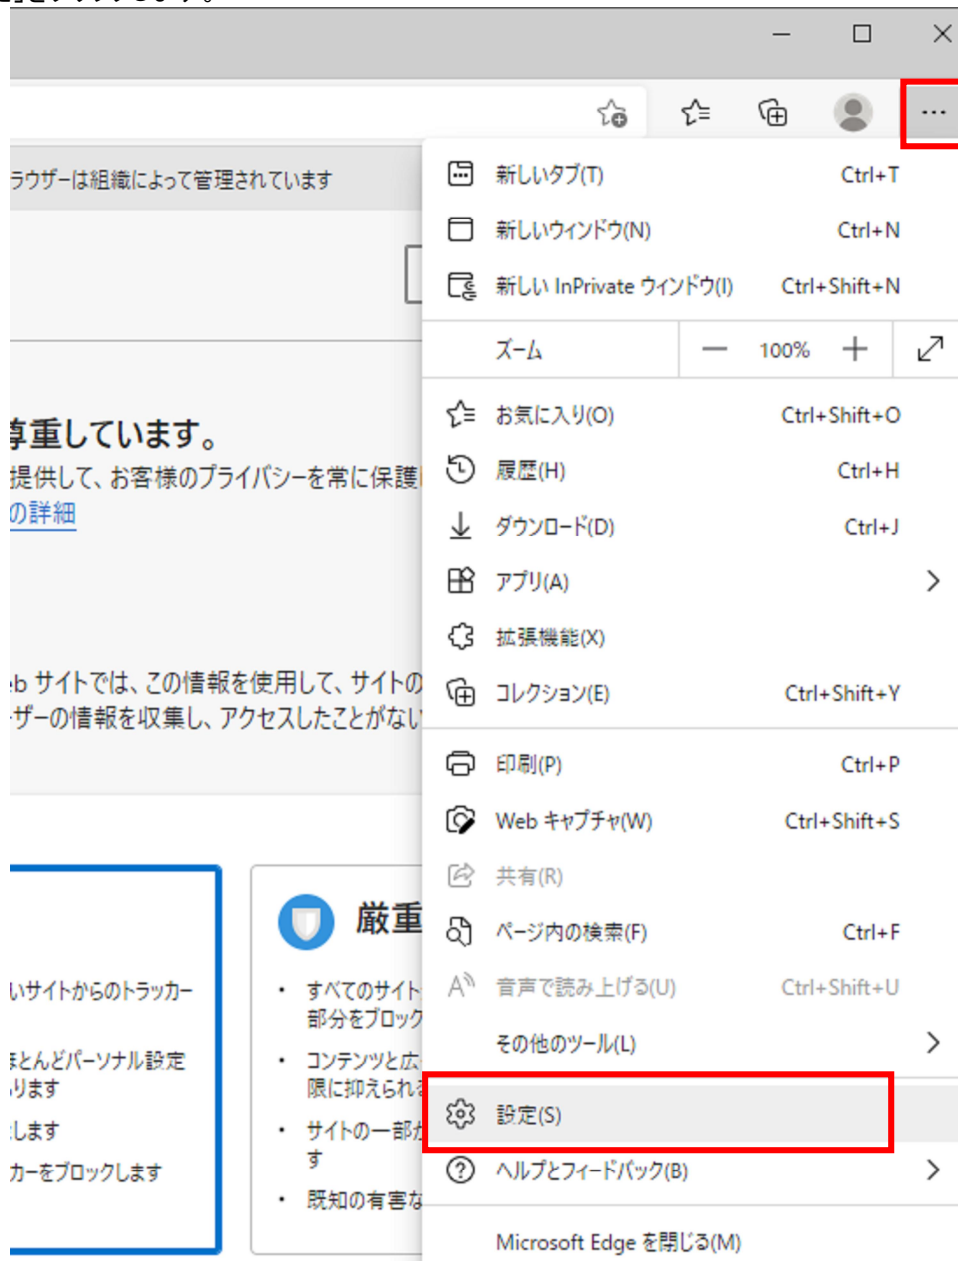 をクリックします。
ラウザーは組織によって管理されています
尊重しています。
提供して、お客様のプライバシーを常に保護
の詳細
eb サイトでは、この情報を使用して、サイトの
ーザーの情報を収集し、アクセスしたことがない
いサイトからのトラッカー
ほとんどパーソナル設定
ります
します
カーをブロックします
厳重
• すべてのサイト
部分をブロック
• コンテンツと広
限に抑えられ
• サイトの一部が
す
• 既知の有害な
新しいタブ(T) Ctrl+T
新しいウィンドウ(N) Ctrl+N
新しい InPrivate ウィンドウ(I) Ctrl+Shift+N
ズーム — 100% +
お気に入り(O) Ctrl+Shift+O
履歴(H) Ctrl+H
ダウンロード(D) Ctrl+J
アプリ(A)
拡張機能(X)
コレクション(E) Ctrl+Shift+Y
印刷(P) Ctrl+P
Web キャプチャ(W) Ctrl+Shift+S
共有(R)
ページ内の検索(F) Ctrl+F
音声で読み上げる(U) Ctrl+Shift+U
その他のツール(L)
設定(S)
ヘルプとフィードバック(B)
Microsoft Edge を閉じる(M)